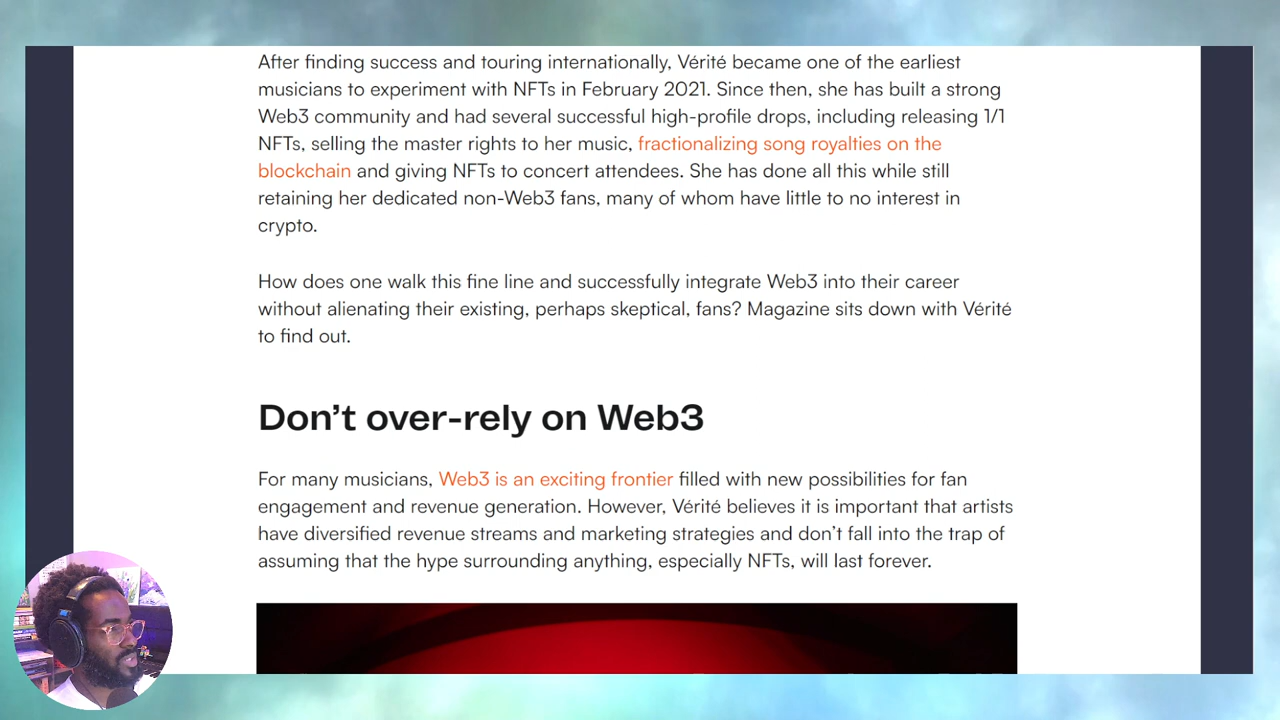 After finding success and touring internationally, Vérité became one of the earliest
musicians to experiment with NFTs in February 2021. Since then, she has built a strong
Web3 community and had several successful high-profile drops, including releasing 1/1
NFTs, selling the master rights to her music, fractionalizing song royalties on the
blockchain and giving NFTs to concert attendees. She has done all this while still
retaining her dedicated non-Web3 fans, many of whom have little to no interest in
crypto.
How does one walk this fine line and successfully integrate Web3 into their career
without alienating their existing, perhaps skeptical, fans? Magazine sits down with Vérité
to find out.
Don’t over-rely on Web3
For many musicians, Web3 is an exciting frontier filled with new possibilities for fan
engagement and revenue generation. However, Vérité believes it is important that artists
have diversified revenue streams and marketing strategies and don’t fall into the trap of
assuming that the hype surrounding anything, especially NFTs, will last forever.